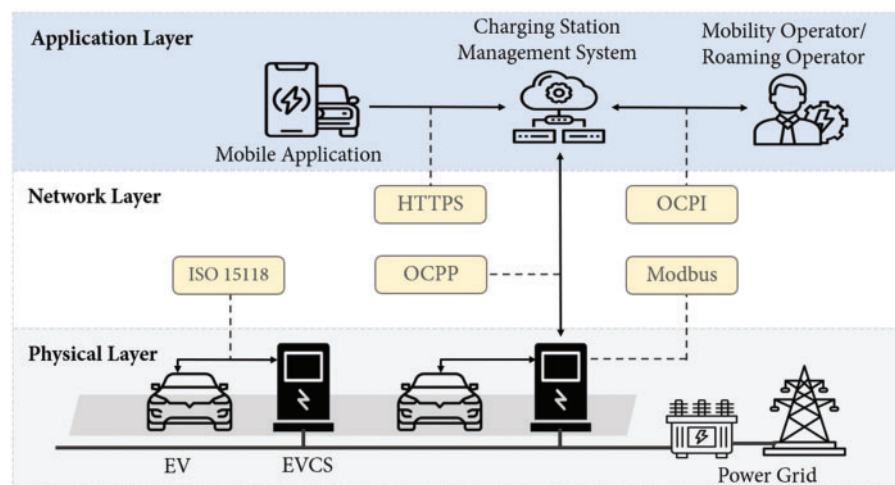 Application Layer
Charging Station
Management System
Mobility Operator/
Roaming Operator
Mobile Application
Network Layer
HTTPS
OCPI
ISO 15118
OCPP
Modbus
Physical Layer
EV
EVCS
Power Grid